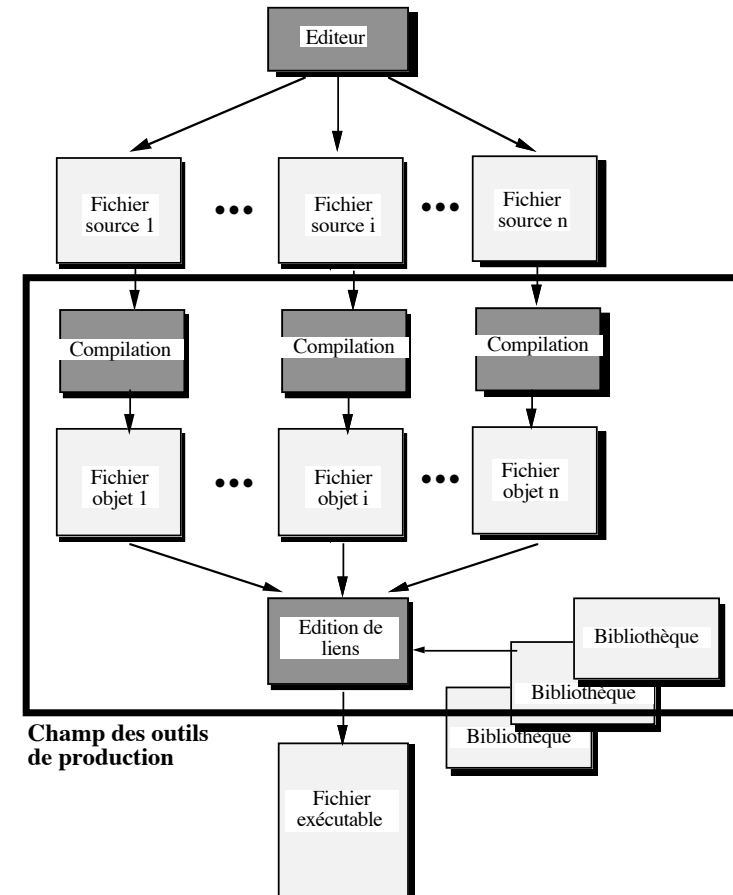 Editeur
Fichier
source 1
•••
Fichier
source i
•••
Fichier
source n
Compilation
Compilation
Compilation
Fichier
objet 1
•••
Fichier
objet i
•••
Fichier
objet n
Edition de
liens
Bibliothèque
Bibliothèque
Bibliothèque
Champ des outils
de production
Fichier
exécutable